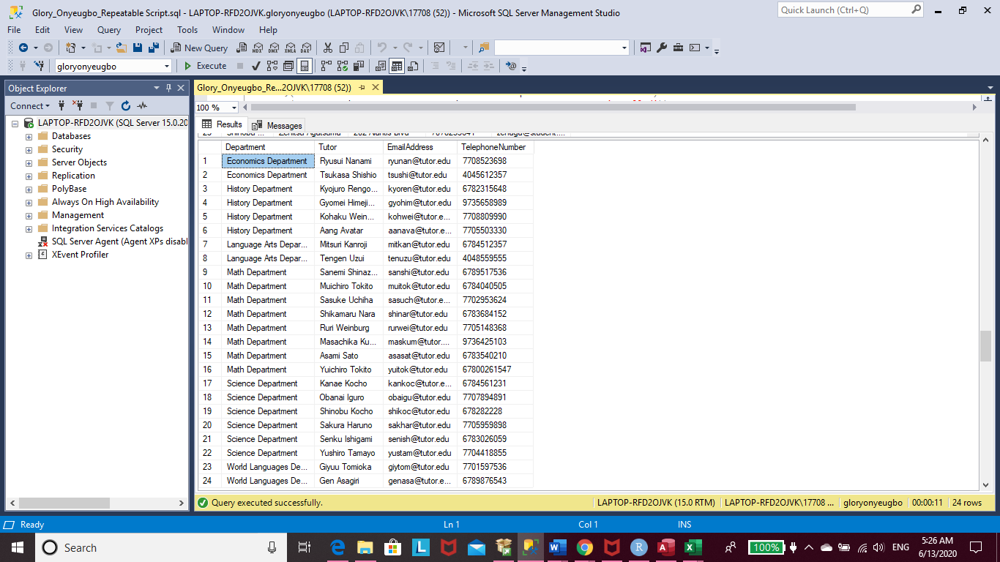 Glory_Onyeugbo_Repeatable Script.sql - LAPTOP-RFD2OJVK.gloryonyeugbo (LAPTOP-RFD2OJVK\17708 (52)) - Microsoft SQL Server Management Studio
Quick Launch (Ctrl+Q)
File Edit View Query Project Tools Window Help
New Query MDX DMX XMLA DAX
gloryonyeugbo Execute
Object Explorer
Glory_Onyeugbo_Re...2OJVK\17708 (52))
Connect
100 %
Results Messages
LAPTOP-RFD2OJVK (SQL Server 15.0.20
Databases
Security
Server Objects
Replication
PolyBase
Always On High Availability
Management
Integration Services Catalogs
SQL Server Agent (Agent XPs disabl
XEvent Profiler
Department Tutor EmailAddress TelephoneNumber
1 Economics Department Ryusui Nanami ryunan@tutor.edu 7708523698
2 Economics Department Tsukasa Shishio tsushi@tutor.edu 4045612357
3 History Department Kyojuro Rengo... kyoren@tutor.edu 6782315648
4 History Department Gyomei Himeji... gyohim@tutor.edu 9735658989
5 History Department Kohaku Wein... kohwei@tutor.e... 7708809990
6 History Department Aang Avatar aanava@tutor.edu 7705503330
7 Language Arts Depar... Mitsuri Kanroji mitkan@tutor.edu 6784512357
8 Language Arts Depar... Tengen Uzui tenuzu@tutor.edu 4048559555
9 Math Department Sanemi Shinaz... sanshi@tutor.edu 6789517536
10 Math Department Muichiro Tokito muitok@tutor.edu 6784040505
11 Math Department Sasuke Uchiha sasuch@tutor.e... 7702953624
12 Math Department Shikamaru Nara shinar@tutor.edu 6783684152
13 Math Department Ruri Weinburg rurwei@tutor.edu 7705148368
14 Math Department Masachika Ku... maskum@tutor.... 9736425103
15 Math Department Asami Sato asasat@tutor.edu 6783540210
16 Math Department Yuichiro Tokito yuitok@tutor.edu 67800261547
17 Science Department Kanae Kocho kankoc@tutor.e... 6784561231
18 Science Department Obanai Iguro obaigu@tutor.edu 7707894891
19 Science Department Shinobu Kocho shikoc@tutor.edu 678282228
20 Science Department Sakura Haruno sakhar@tutor.edu 7705959898
21 Science Department Senku Ishigami senish@tutor.edu 6783026059
22 Science Department Yushiro Tamayo yustam@tutor.edu 7704418855
23 World Languages De... Giyuu Tomioka giytom@tutor.edu 7701597536
24 World Languages De... Gen Asagiri genasa@tutor.e... 6789876543
Query executed successfully. LAPTOP-RFD2OJVK (15.0 RTM) LAPTOP-RFD2OJVK\17708 ... gloryonyeugbo 00:00:11 24 rows
Ready Ln 1 Col 1 INS
Search
100% ENG
5:26 AM
6/13/2020